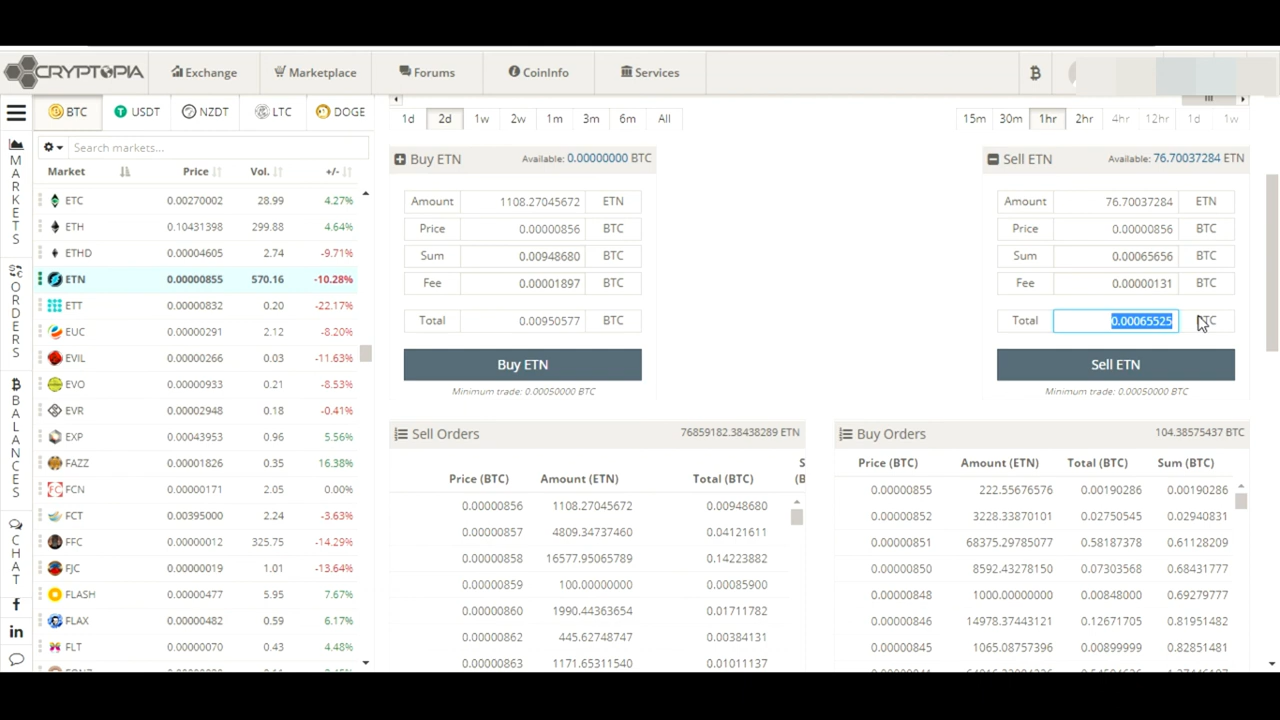 CRYPTOPIA Exchange Marketplace Forums CoinInfo Services
BTC USDT NZDT LTC DOGE
1d 2d 1w 2w 1m 3m 6m All
15m 30m 1hr 2hr 4hr 12hr 1d 1w
MARKETS
ORDERS
BALANCES
CHAT
Search markets...
Market Price Vol. +/-
ETC 0.00270002 28.99 4.27%
ETH 0.10431398 299.88 4.64%
ETHD 0.00004605 2.74 -9.71%
ETN 0.00000855 570.16 -10.28%
ETT 0.00000832 0.20 -22.17%
EUC 0.00000291 2.12 -8.20%
EVIL 0.00000266 0.03 -11.63%
EVO 0.00000933 0.21 -8.53%
EVR 0.00002948 0.18 -0.41%
EXP 0.00043953 0.96 5.56%
FAZZ 0.00001826 0.35 16.38%
FCN 0.00000171 2.05 0.00%
FCT 0.00395000 2.24 -3.63%
FFC 0.00000012 325.75 -14.29%
FJC 0.00000019 1.01 -13.64%
FLASH 0.00000477 5.95 7.67%
FLAX 0.00000482 0.59 6.17%
FLT 0.00000070 0.43 4.48%
Buy ETN Available: 0.00000000 BTC
Amount 1108.27045672 ETN
Price 0.00000856 BTC
Sum 0.00948680 BTC
Fee 0.00001897 BTC
Total 0.00950577 BTC
Buy ETN
Minimum trade: 0.00050000 BTC
Sell ETN Available: 76.70037284 ETN
Amount 76.70037284 ETN
Price 0.00000856 BTC
Sum 0.00065656 BTC
Fee 0.00000131 BTC
Total 0.00065525 BTC
Sell ETN
Minimum trade: 0.00050000 BTC
Sell Orders 76859182.38438289 ETN
Price (BTC) Amount (ETN) Total (BTC) S (B
0.00000856 1108.27045672 0.00948680
0.00000857 4809.34737460 0.04121611
0.00000858 16577.95065789 0.14223882
0.00000859 100.00000000 0.00085900
0.00000860 1990.44363654 0.01711782
0.00000862 445.62748747 0.00384131
0.00000863 1171.65311540 0.01011137
Buy Orders 104.38575437 BTC
Price (BTC) Amount (ETN) Total (BTC) Sum (BTC)
0.00000855 222.55676576 0.00190286 0.00190286
0.00000852 3228.33870101 0.02750545 0.02940831
0.00000851 68375.29785077 0.58187378 0.61128209
0.00000850 8592.43278150 0.07303568 0.68431777
0.00000848 1000.00000000 0.00848000 0.69279777
0.00000846 14978.37443121 0.12671705 0.81951482
0.00000845 1065.08757396 0.00899999 0.82851481